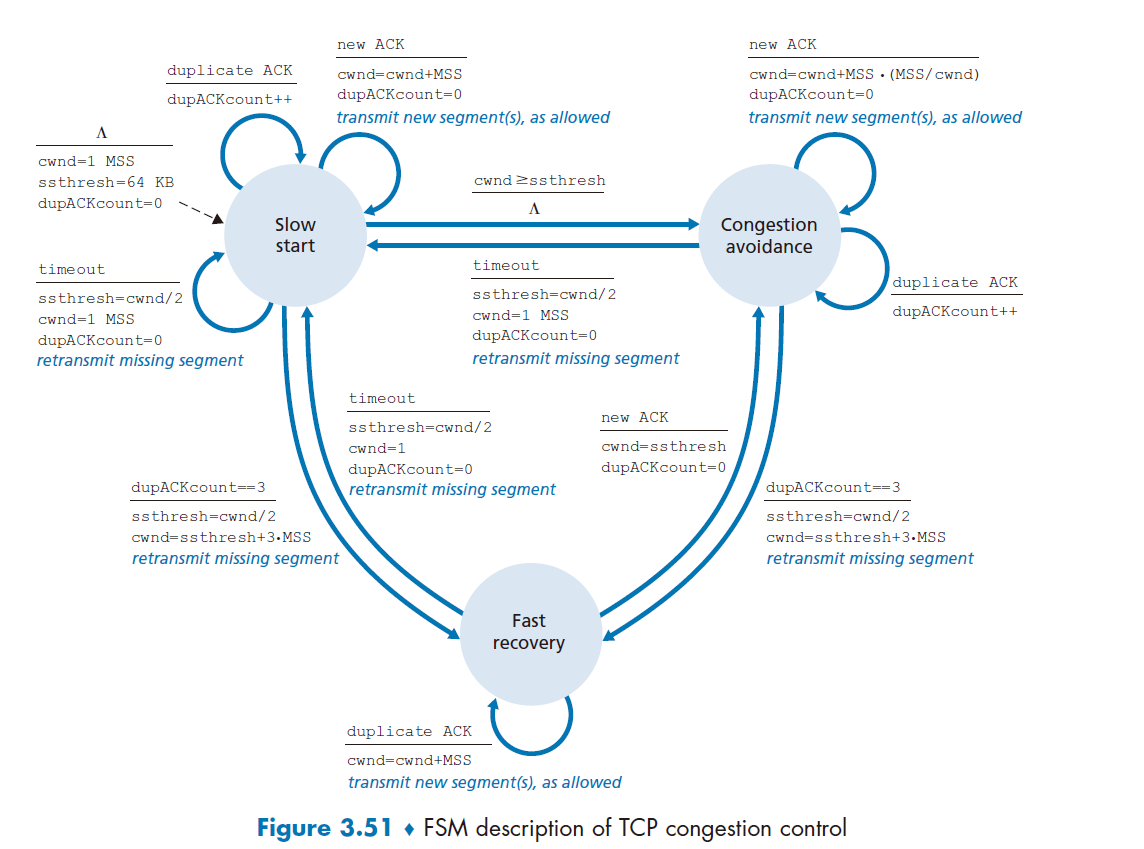 new ACK
cwnd=cwnd+MSS
dupACKcount=0
transmit new segment(s), as allowed
new ACK
cwnd=cwnd+MSS • (MSS/cwnd)
dupACKcount=0
transmit new segment(s), as allowed
duplicate ACK
dupACKcount++
Λ
cwnd=1 MSS
ssthresh=64 KB
dupACKcount=0
cwnd≥ssthresh
Λ
Slow
start
Congestion
avoidance
timeout
ssthresh=cwnd/2
cwnd=1 MSS
dupACKcount=0
retransmit missing segment
timeout
ssthresh=cwnd/2
cwnd=1 MSS
dupACKcount=0
retransmit missing segment
duplicate ACK
dupACKcount++
timeout
ssthresh=cwnd/2
cwnd=1
dupACKcount=0
retransmit missing segment
new ACK
cwnd=ssthresh
dupACKcount=0
dupACKcount==3
ssthresh=cwnd/2
cwnd=ssthresh+3•MSS
retransmit missing segment
dupACKcount==3
ssthresh=cwnd/2
cwnd=ssthresh+3•MSS
retransmit missing segment
Fast
recovery
duplicate ACK
cwnd=cwnd+MSS
transmit new segment(s), as allowed
Figure 3.51 ♦ FSM description of TCP congestion control